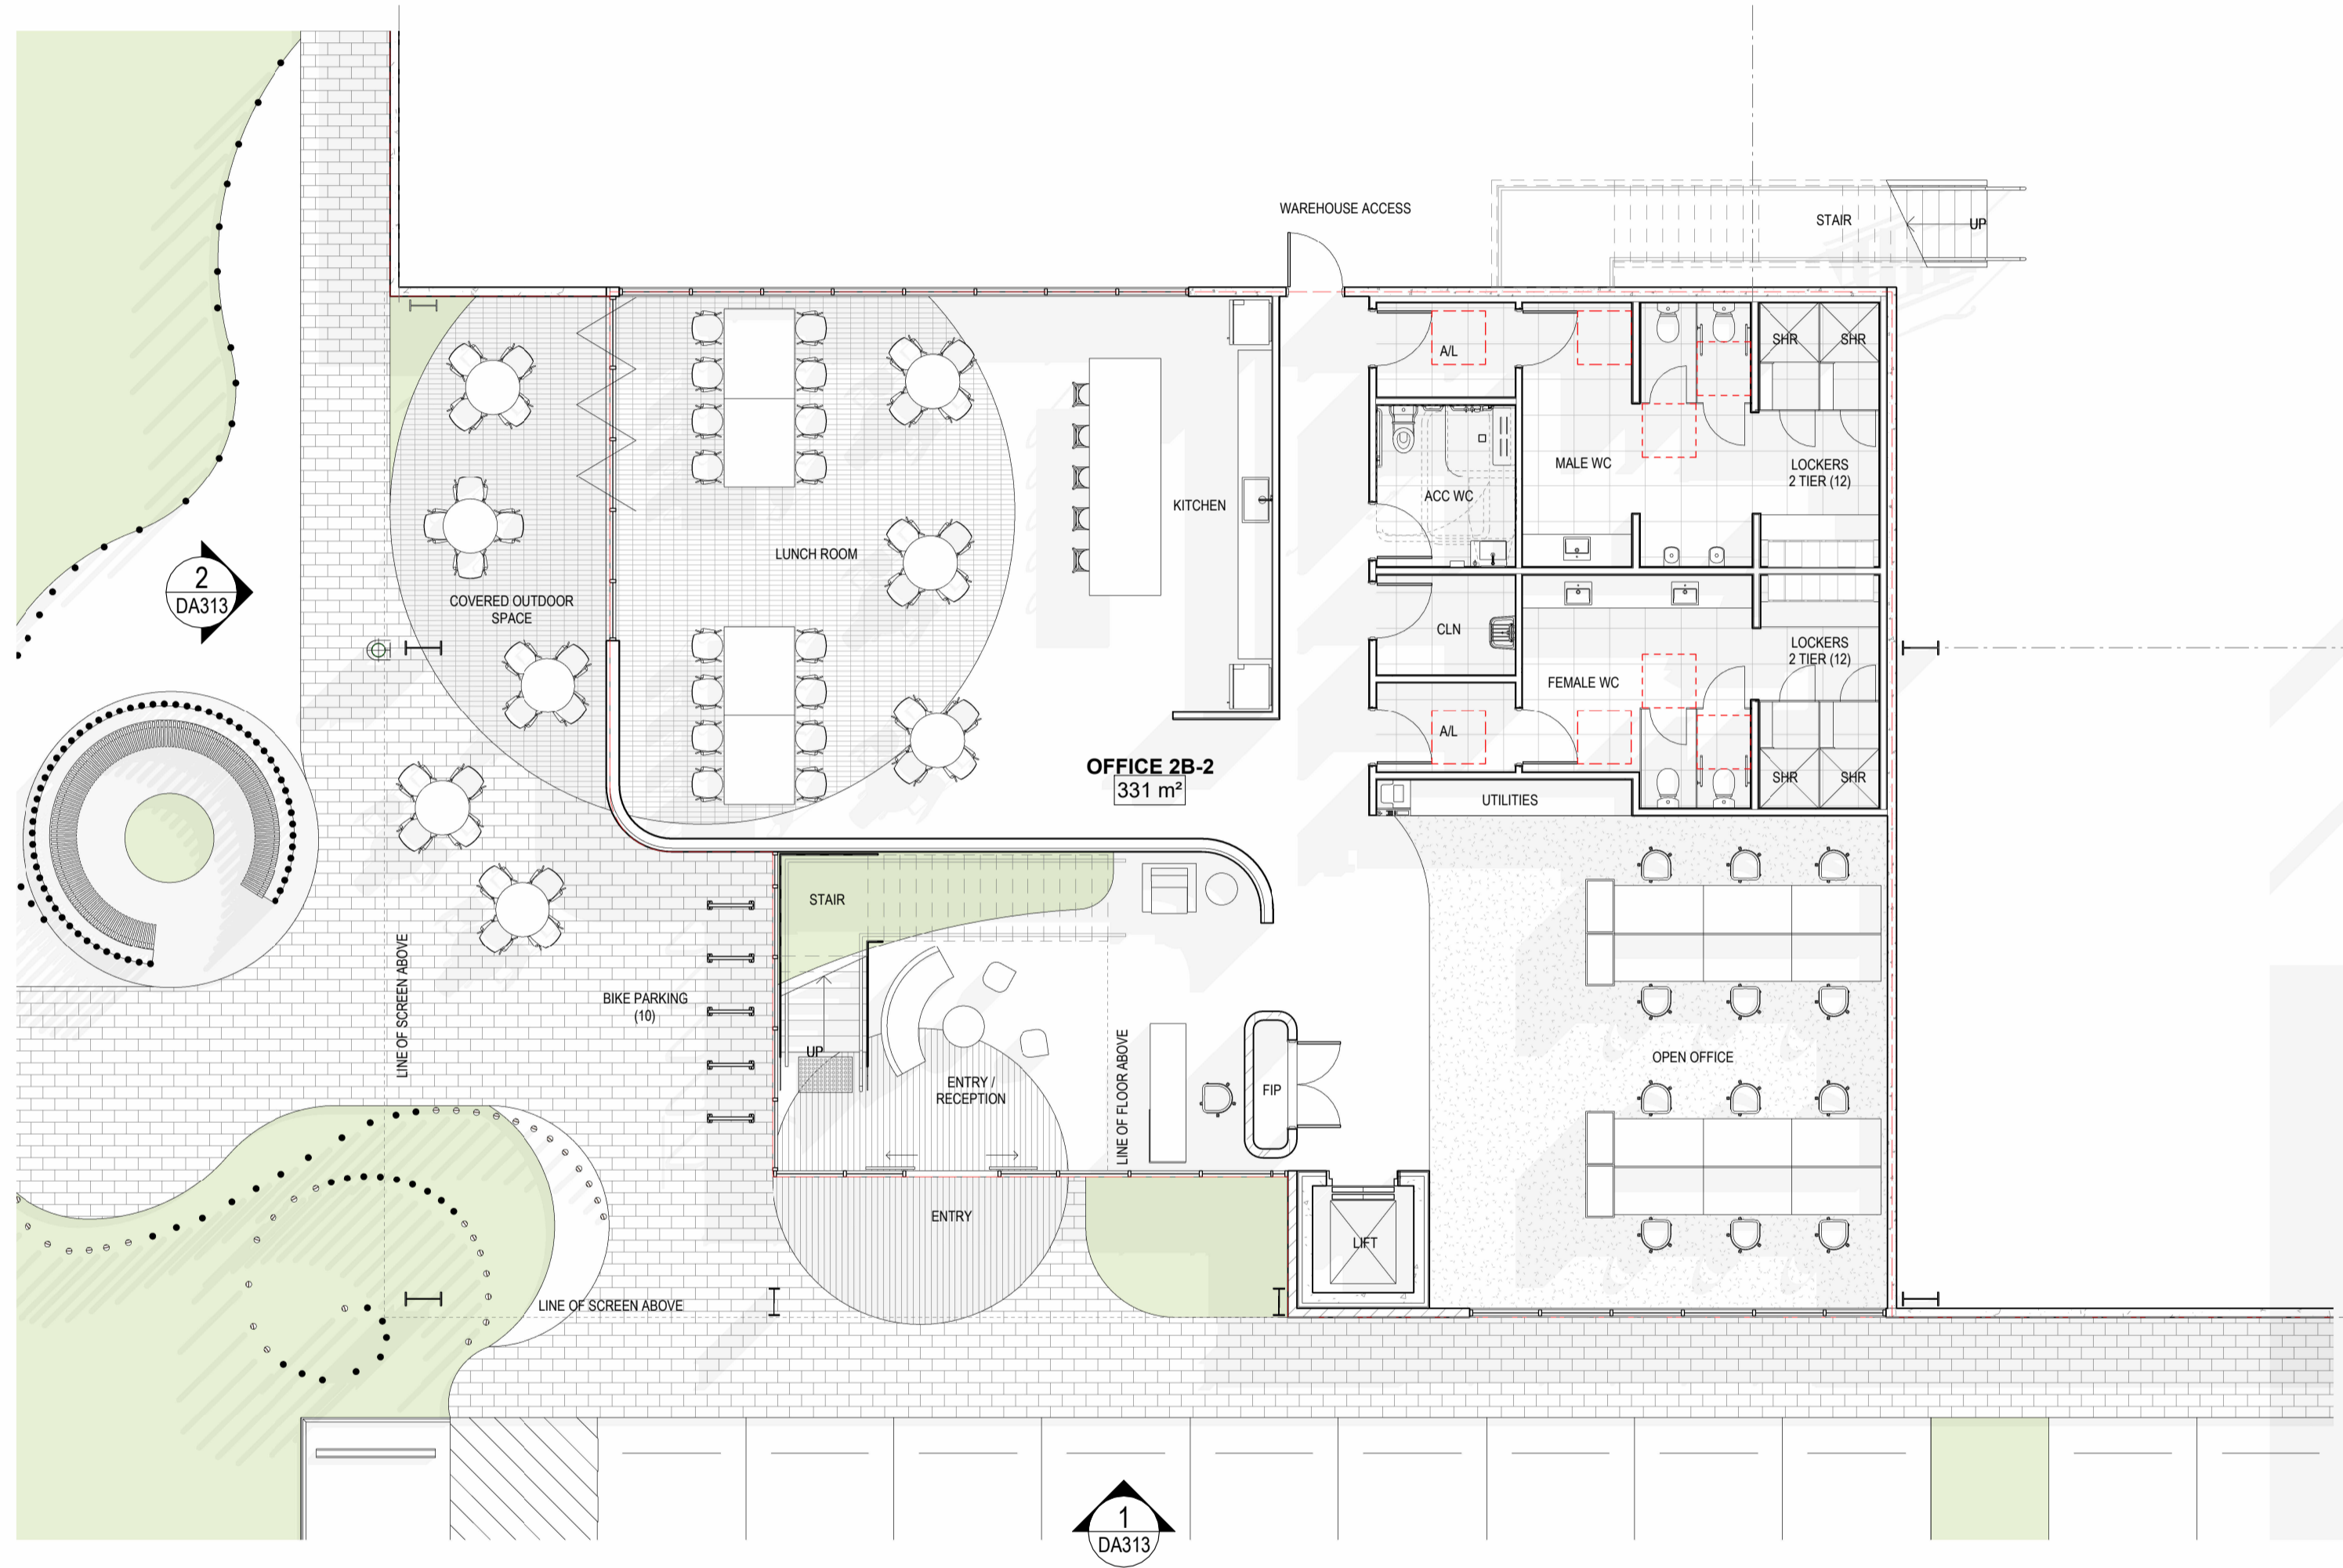 WAREHOUSE ACCESS
STAIR
UP
A/L
SHR
SHR
MALE WC
LOCKERS
2 TIER (12)
ACC WC
KITCHEN
LUNCH ROOM
2
DA313
COVERED OUTDOOR
SPACE
CLN
LOCKERS
2 TIER (12)
FEMALE WC
A/L
OFFICE 2B-2
331 m²
SHR
SHR
UTILITIES
STAIR
LINE OF SCREEN ABOVE
BIKE PARKING
(10)
UP
ENTRY /
RECEPTION
LINE OF FLOOR ABOVE
FIP
OPEN OFFICE
ENTRY
LIFT
LINE OF SCREEN ABOVE
1
DA313